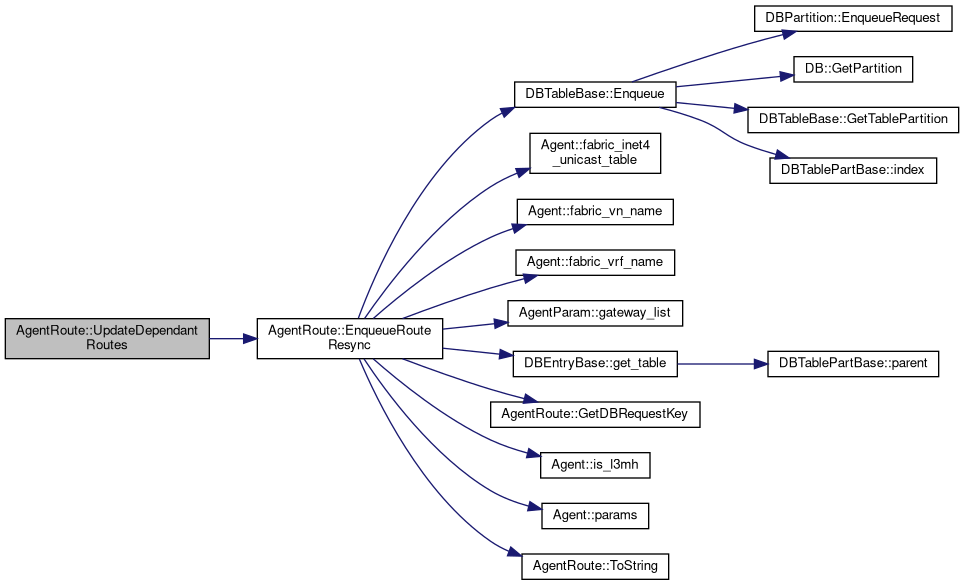 DBPartition::EnqueueRequest
DB::GetPartition
DBTableBase::Enqueue
DBTableBase::GetTablePartition
Agent::fabric_inet4
_unicast_table
DBTablePartBase::index
Agent::fabric_vn_name
Agent::fabric_vrf_name
AgentParam::gateway_list
AgentRoute::UpdateDependant
Routes
AgentRoute::EnqueueRoute
Resync
DBEntryBase::get_table
DBTablePartBase::parent
AgentRoute::GetDBRequestKey
Agent::is_l3mh
Agent::params
AgentRoute::ToString